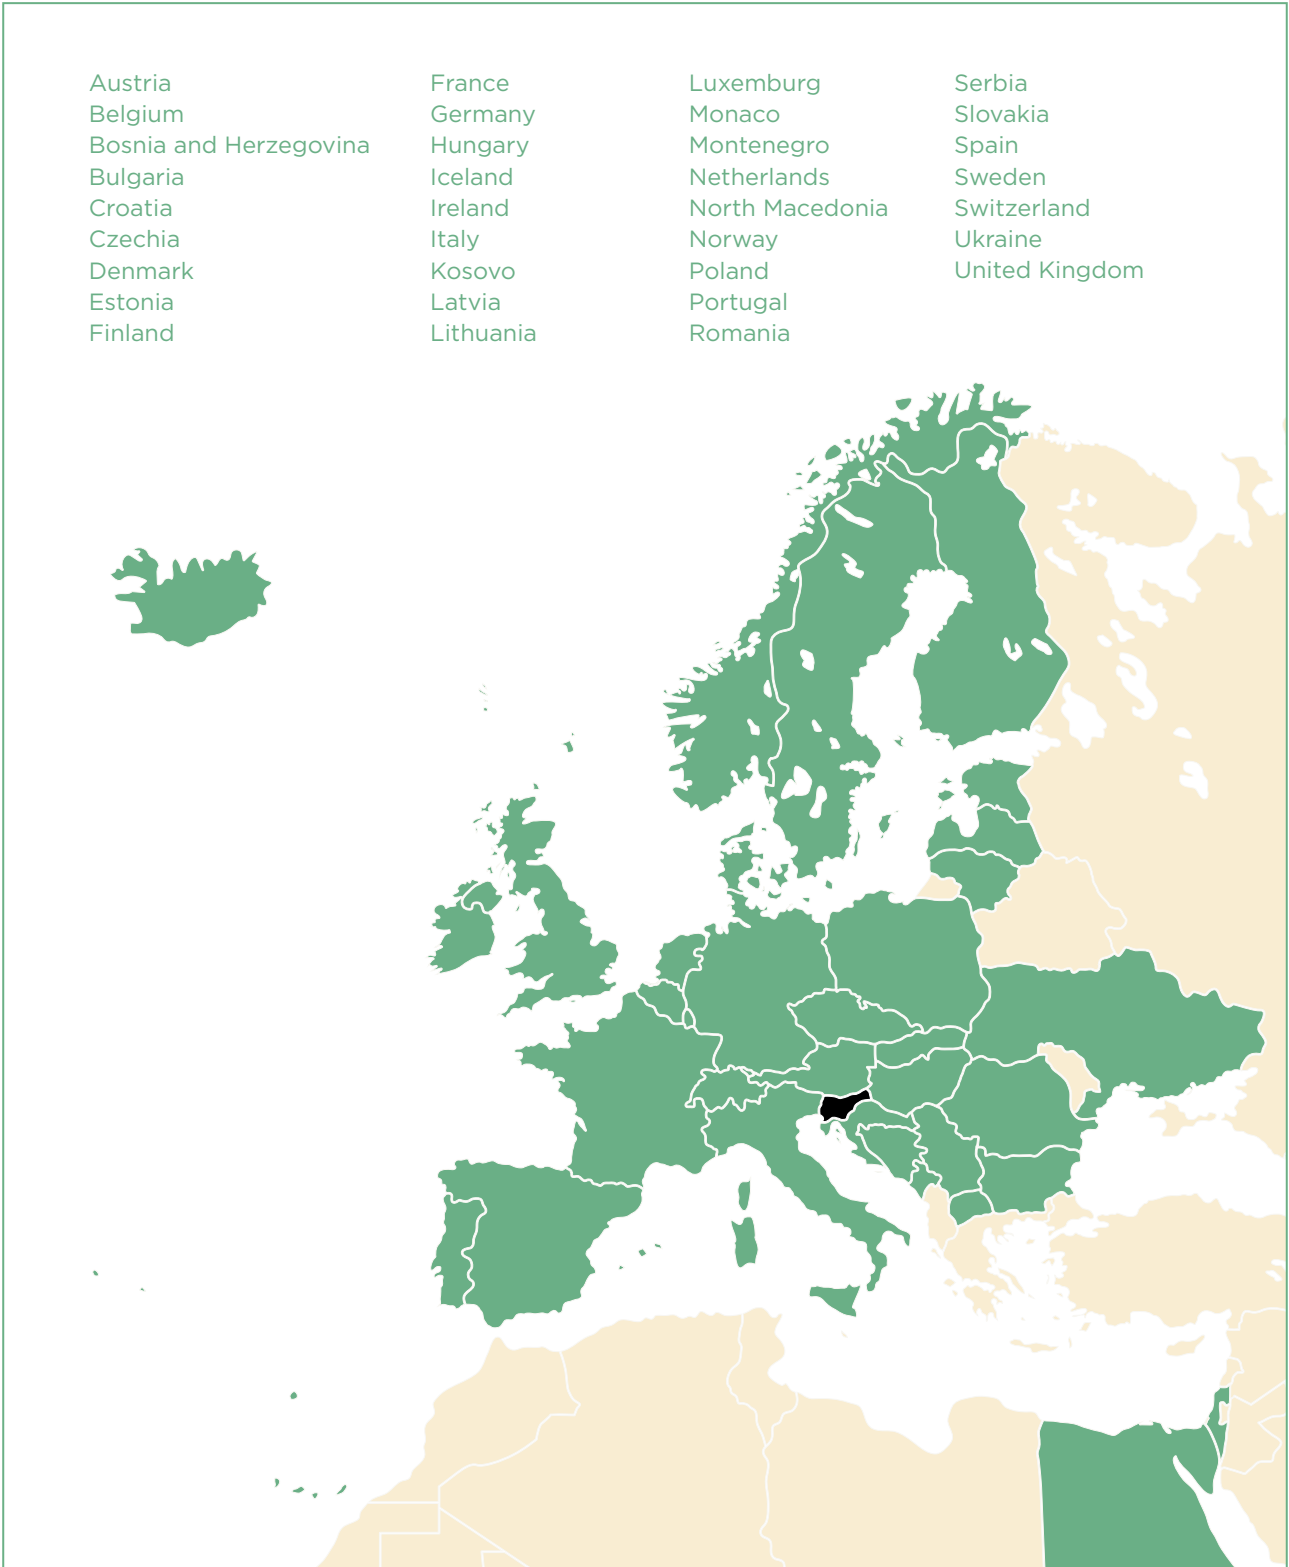 Austria
Belgium
Bosnia and Herzegovina
Bulgaria
Croatia
Czechia
Denmark
Estonia
Finland
France
Germany
Hungary
Iceland
Ireland
Italy
Kosovo
Latvia
Lithuania
Luxemburg
Monaco
Montenegro
Netherlands
North Macedonia
Norway
Poland
Portugal
Romania
Serbia
Slovakia
Spain
Sweden
Switzerland
Ukraine
United Kingdom